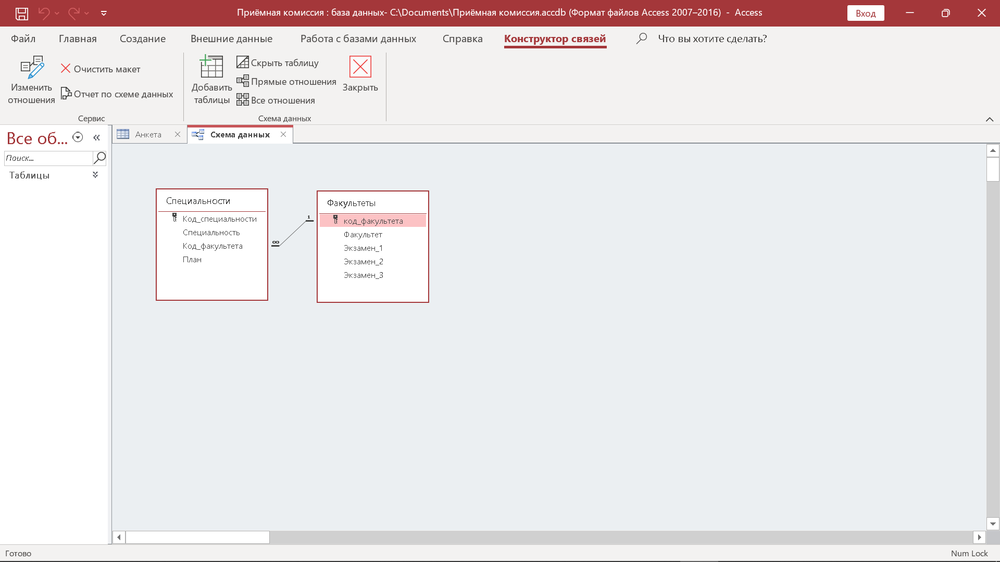 Приёмная комиссия : база данных- C:\Documents\Приёмная комиссия.accdb (Формат файлов Access 2007–2016) - Access
Вход
Файл
Главная
Создание
Внешние данные
Работа с базами данных
Справка
Конструктор связей
Что вы хотите сделать?
Изменить
отношения
Очистить макет
Отчет по схеме данных
Сервис
Добавить
таблицы
Скрыть таблицу
Прямые отношения
Все отношения
Закрыть
Схема данных
Все об...
Поиск...
Таблицы
Анкета
Схема данных
Специальности
Код_специальности
Специальность
Код_факультета
План
∞
1
Факультеты
код_факультета
Факультет
Экзамен_1
Экзамен_2
Экзамен_3
Готово
Num Lock